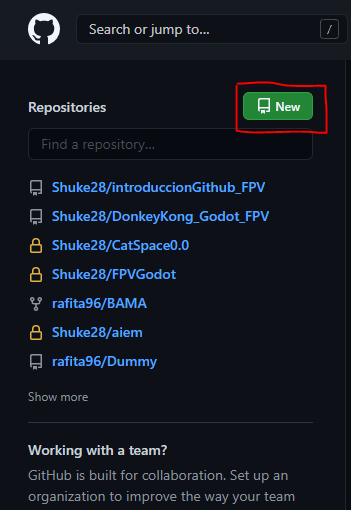 Search or jump to...
/
Repositories
New
Find a repository...
Shuke28/introduccionGithub_FPV
Shuke28/DonkeyKong_Godot_FPV
Shuke28/CatSpace0.0
Shuke28/FPVGodot
rafita96/BAMA
Shuke28/aiem
rafita96/Dummy
Show more
Working with a team?
GitHub is built for collaboration. Set up an
organization to improve the way your team